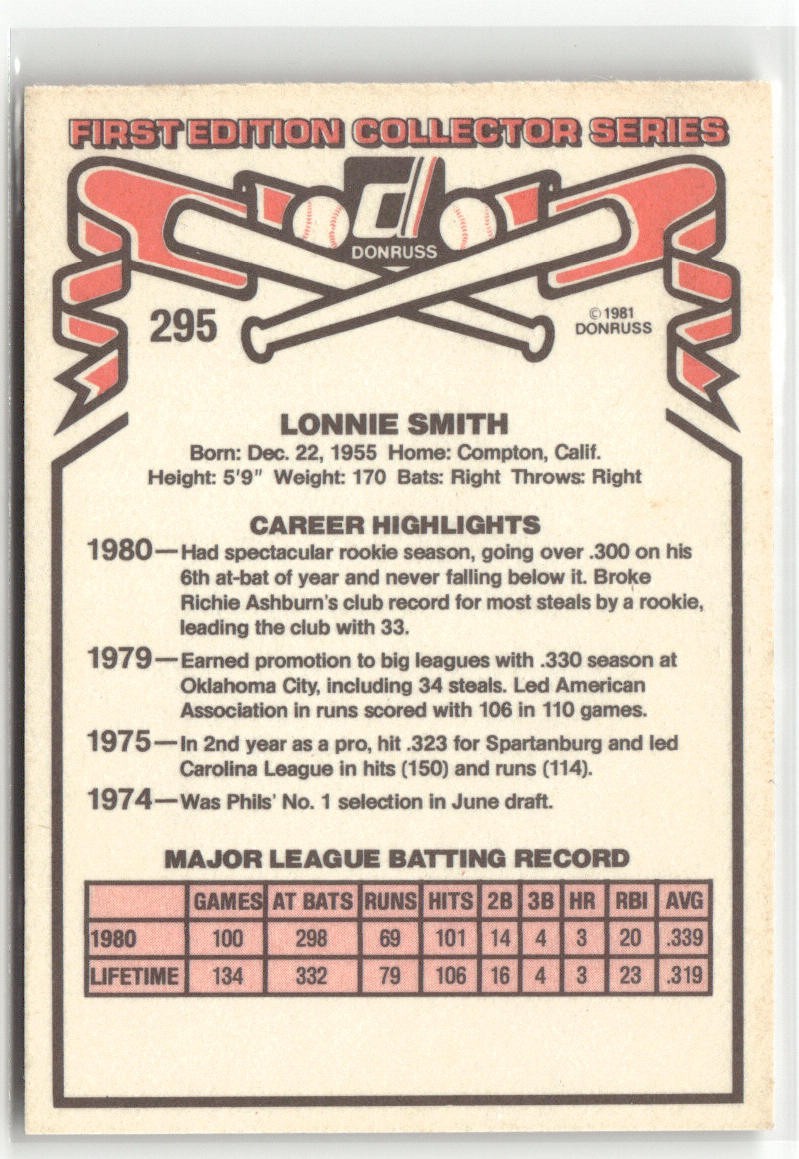 FIRST EDITION COLLECTOR SERIES
d
DONRUSS
295
© 1981
DONRUSS
LONNIE SMITH
Born: Dec. 22, 1955 Home: Compton, Calif.
Height: 5'9" Weight: 170 Bats: Right Throws: Right
CAREER HIGHLIGHTS
1980—Had spectacular rookie season, going over .300 on his
6th at-bat of year and never falling below it. Broke
Richie Ashburn's club record for most steals by a rookie,
leading the club with 33.
1979—Earned promotion to big leagues with .330 season at
Oklahoma City, including 34 steals. Led American
Association in runs scored with 106 in 110 games.
1975—In 2nd year as a pro, hit .323 for Spartanburg and led
Carolina League in hits (150) and runs (114).
1974—Was Phils' No. 1 selection in June draft.
MAJOR LEAGUE BATTING RECORD
GAMES AT BATS RUNS HITS 2B 3B HR RBI AVG
1980 100 298 69 101 14 4 3 20 .339
LIFETIME 134 332 79 106 16 4 3 23 .319